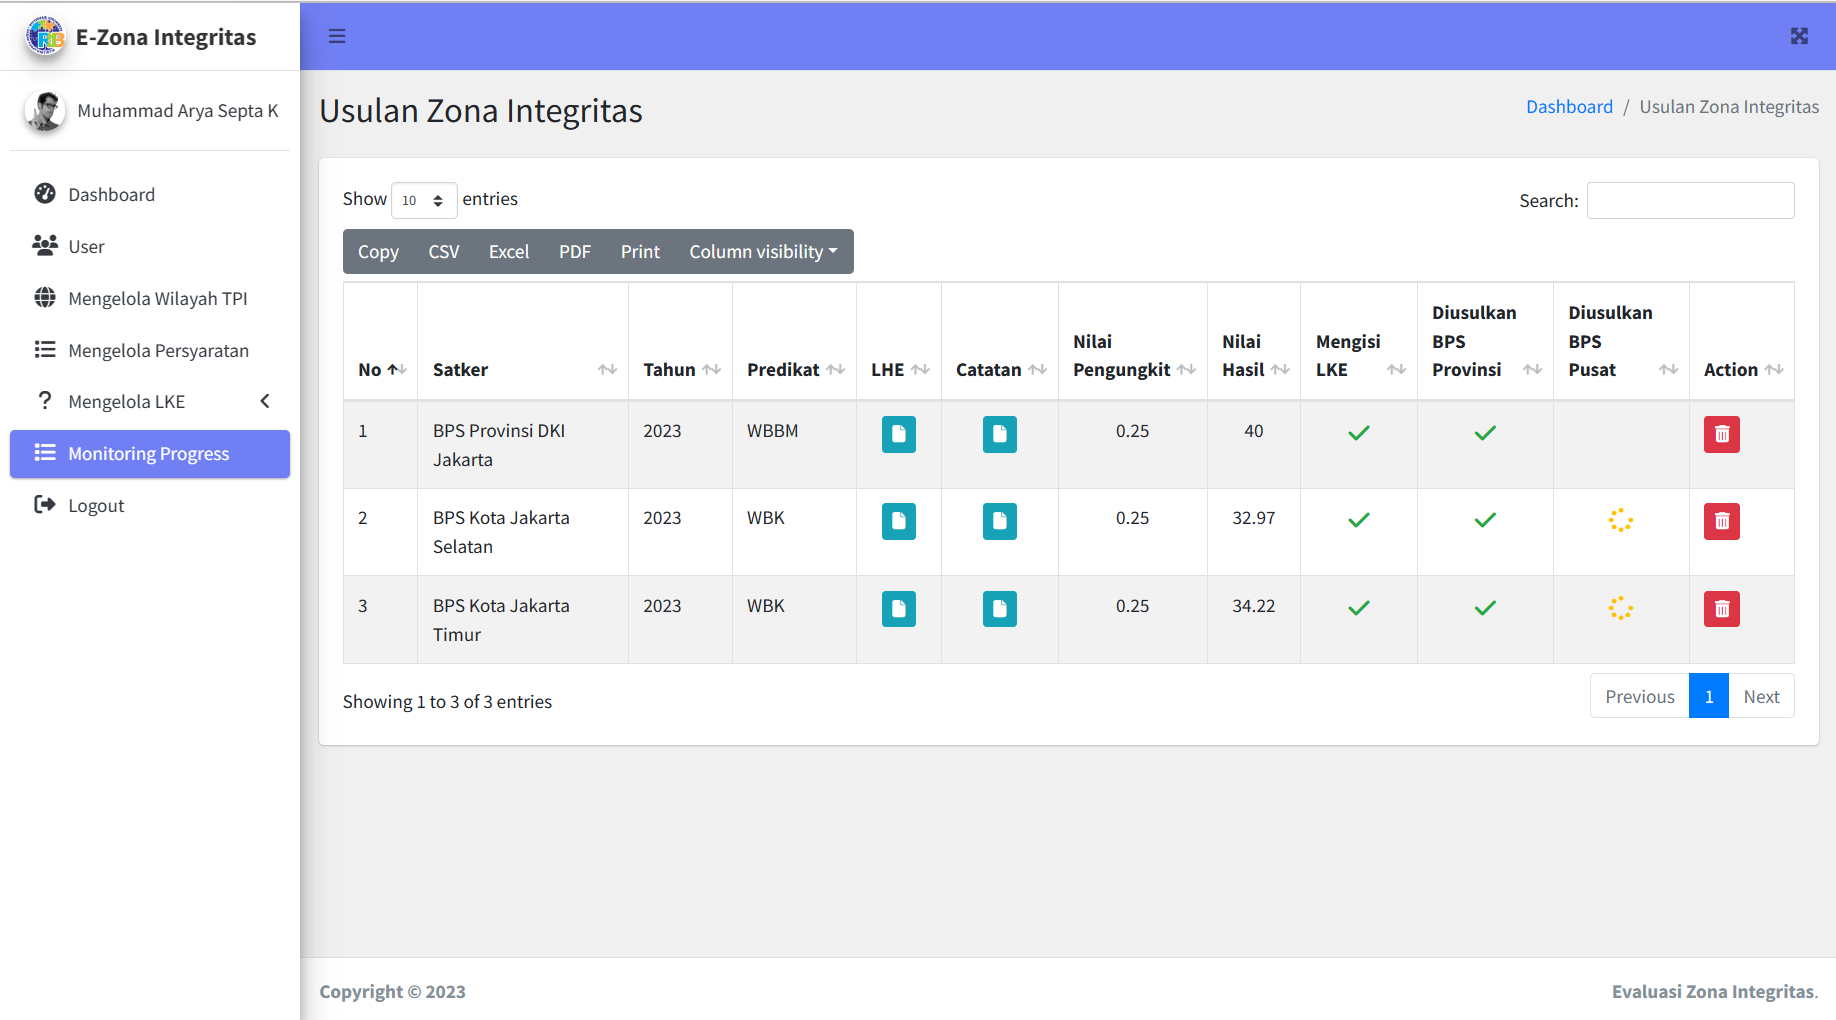 E-Zona Integritas
Muhammad Arya Septa K
Dashboard
User
Mengelola Wilayah TPI
Mengelola Persyaratan
Mengelola LKE
Monitoring Progress
Logout
Usulan Zona Integritas
Dashboard / Usulan Zona Integritas
Show 10 entries
Search:
Copy CSV Excel PDF Print Column visibility
No Satker Tahun Predikat LHE Catatan Nilai Pengungkit Nilai Hasil Mengisi LKE Diusulkan BPS Provinsi Diusulkan BPS Pusat Action
1 BPS Provinsi DKI Jakarta 2023 WBBM 0.25 40
2 BPS Kota Jakarta Selatan 2023 WBK 0.25 32.97
3 BPS Kota Jakarta Timur 2023 WBK 0.25 34.22
Showing 1 to 3 of 3 entries
Previous 1 Next
Copyright © 2023
Evaluasi Zona Integritas.